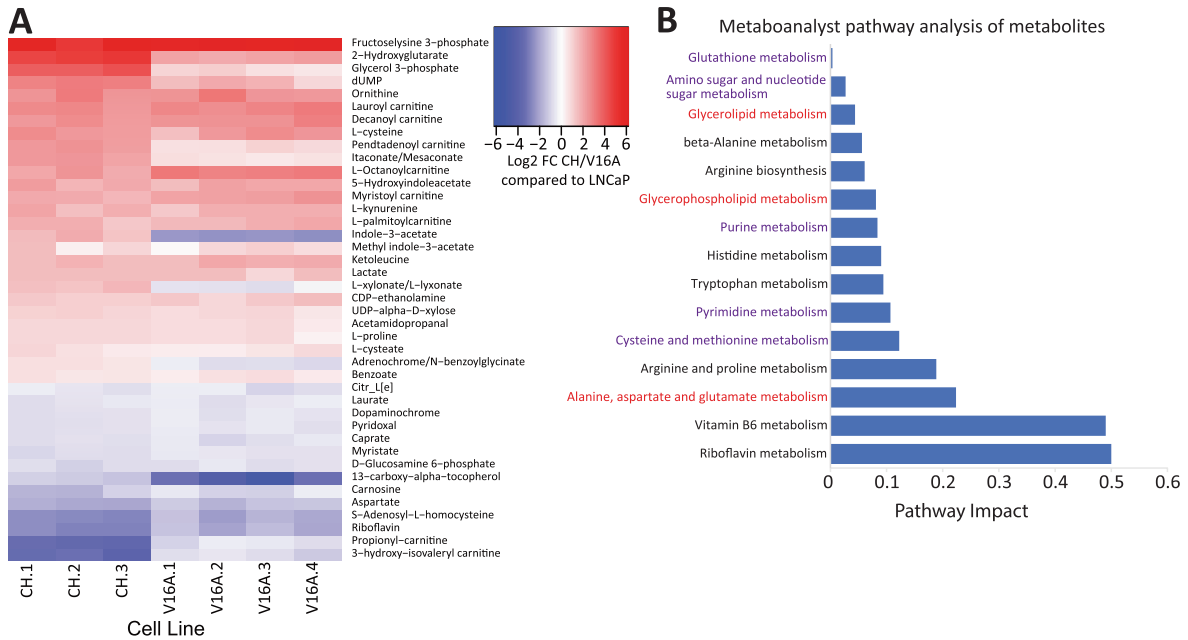 A
Fructoselysine 3−phosphate
2−Hydroxyglutarate
Glycerol 3−phosphate
dUMP
Ornithine
Lauroyl carnitine
Decanoyl carnitine
L−cysteine
Pendtadenoyl carnitine
Itaconate/Mesaconate
L−Octanoylcarnitine
5−Hydroxyindoleacetate
Myristoyl carnitine
L−kynurenine
L−palmitoylcarnitine
Indole−3−acetate
Methyl indole−3−acetate
Ketoleucine
Lactate
L−xylonate/L−lyxonate
CDP−ethanolamine
UDP−alpha−D−xylose
Acetamidopropanal
L−proline
L−cysteate
Adrenochrome/N−benzoylglycinate
Benzoate
Citr_L[e]
Laurate
Dopaminochrome
Pyridoxal
Caprate
Myristate
D−Glucosamine 6−phosphate
13−carboxy−alpha−tocopherol
Carnosine
Aspartate
S−Adenosyl−L−homocysteine
Riboflavin
Propionyl−carnitine
3−hydroxy−isovaleryl carnitine
CH.1
CH.2
CH.3
V16A.1
V16A.2
V16A.3
V16A.4
Cell Line
−6 −4 −2 0 2 4 6
Log2 FC CH/V16A
compared to LNCaP
B
Metaboanalyst pathway analysis of metabolites
Glutathione metabolism
Amino sugar and nucleotide
sugar metabolism
Glycerolipid metabolism
beta-Alanine metabolism
Arginine biosynthesis
Glycerophospholipid metabolism
Purine metabolism
Histidine metabolism
Tryptophan metabolism
Pyrimidine metabolism
Cysteine and methionine metabolism
Arginine and proline metabolism
Alanine, aspartate and glutamate metabolism
Vitamin B6 metabolism
Riboflavin metabolism
0 0.1 0.2 0.3 0.4 0.5 0.6
Pathway Impact